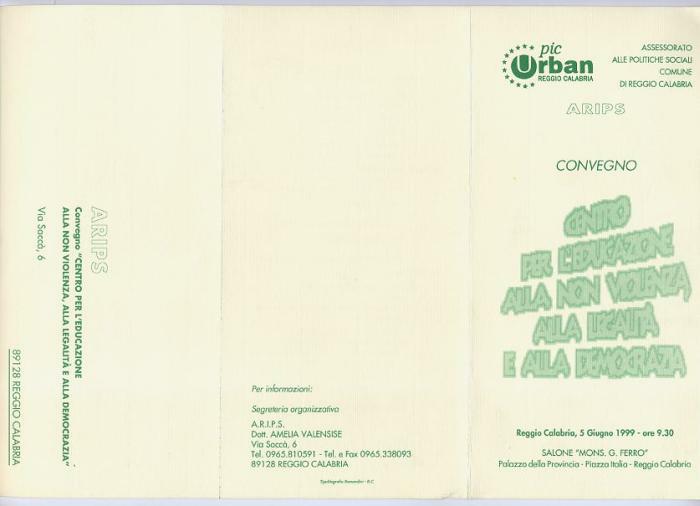 ARIPS
Convegno "CENTRO PER L'EDUCAZIONE
ALLA NON VIOLENZA, ALLA LEGALITÀ E ALLA DEMOCRAZIA"
Via Soccà, 6
89128 REGGIO CALABRIA
Per informazioni:
Segreteria organizzativa
A.R.I.P.S.
Dott. AMELIA VALENSISE
Via Soccà, 6
Tel. 0965.810591 - Tel. e Fax 0965.338093
89128 REGGIO CALABRIA
- R.C
pic
Urban
REGGIO CALABRIA
ASSESSORATO
ALLE POLITICHE SOCIALI
COMUNE
DI REGGIO CALABRIA
ARIPS
CONVEGNO
CENTRO
PER L'EDUCAZIONE
ALLA NON VIOLENZA,
ALLA LEGALITÀ
E ALLA DEMOCRAZIA
Reggio Calabria, 5 Giugno 1999 - ore 9.30
SALONE "MONS. G. FERRO"
Palazzo della Provincia - Piazza Italia - Reggio Calabria